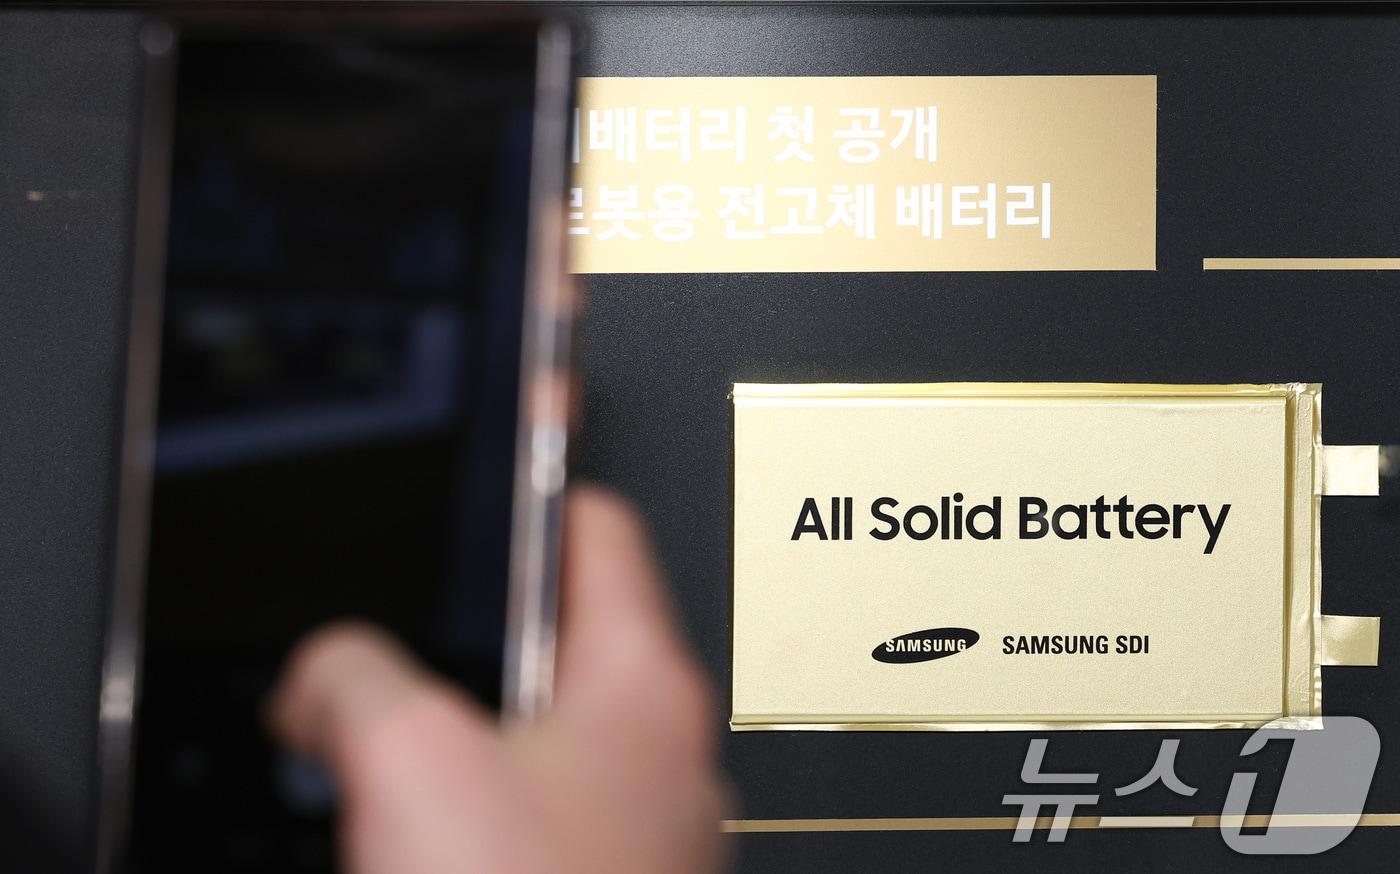 배터리 첫 공개
로봇용 전고체 배터리
All Solid Battery
SAMSUNG SAMSUNG SDI
뉴스1